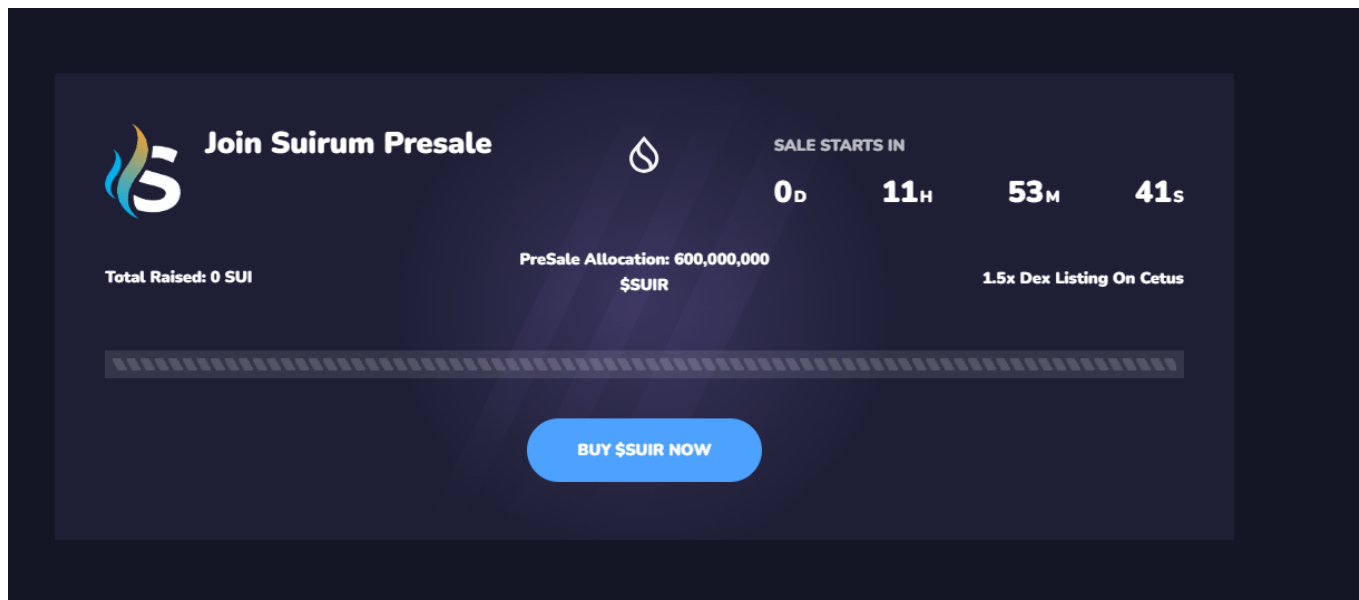 Join Suirum Presale
SALE STARTS IN
0D 11H 53M 41S
Total Raised: 0 SUI
PreSale Allocation: 600,000,000
$SUIR
1.5x Dex Listing On Cetus
BUY $SUIR NOW